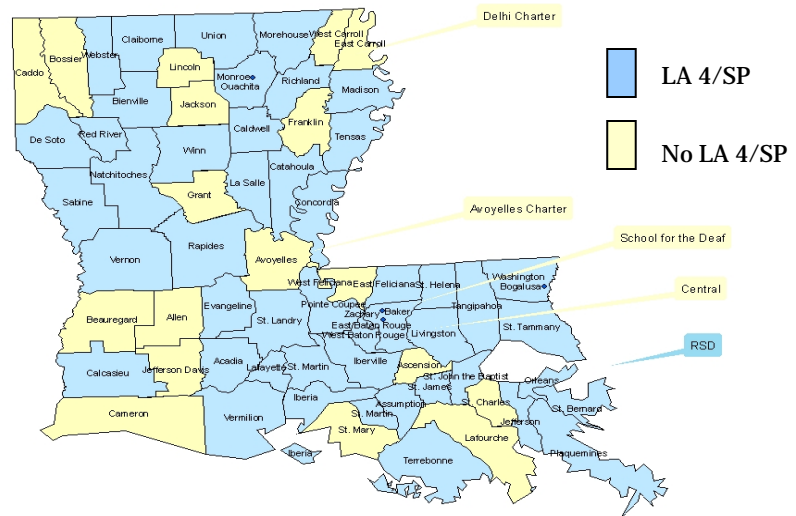 Delhi Charter
Claiborne
Union
Morehouse
West Carroll
East Carroll
Webster
Bossier
Caddo
Lincoln
Monroe
Ouachita
Richland
Madison
LA 4/SP
Bienville
Jackson
Franklin
De Soto
Red River
Caldwell
Tensas
No LA 4/SP
Winn
Natchitoches
Catahoula
Sabine
Grant
La Salle
Concordia
Avoyelles Charter
Vernon
Rapides
Avoyelles
School for the Deaf
West Feliciana
East Feliciana
St. Helena
Washington
Bogalusa
Central
Beauregard
Allen
Evangeline
Pointe Coupee
Zachary
Baker
Tangipahoa
St. Landry
East Baton Rouge
West Baton Rouge
Livingston
St. Tammany
RSD
Calcasieu
Jefferson Davis
Acadia
Lafayette
St. Martin
Iberville
Ascension
St. John the Baptist
St. James
Orleans
Cameron
Vermilion
Iberia
St. Martin
Assumption
St. Charles
Jefferson
St. Bernard
St. Mary
Lafourche
Iberia
Terrebonne
Plaquemines